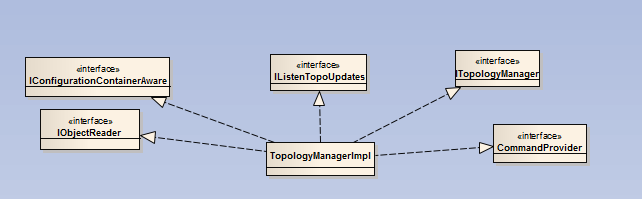 «interface»
IConfigurationContainerAware
«interface»
IListenTopoUpdates
«interface»
ITopologyManager
«interface»
IObjectReader
«interface»
CommandProvider
TopologyManagerImpl